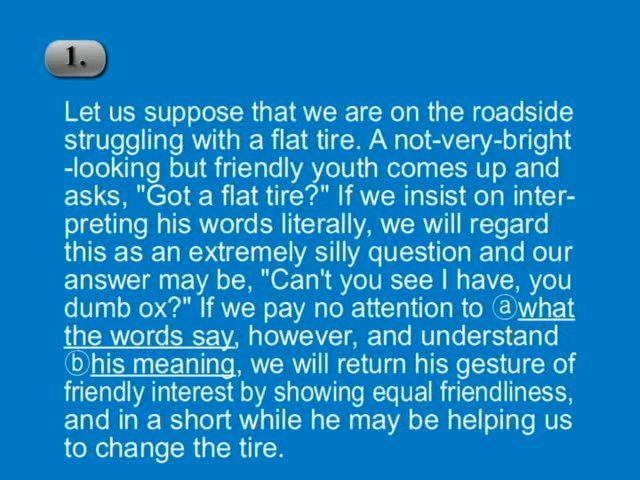 1.
Let us suppose that we are on the roadside
struggling with a flat tire. A not-very-bright
-looking but friendly youth comes up and
asks, "Got a flat tire?" If we insist on inter-
preting his words literally, we will regard
this as an extremely silly question and our
answer may be, "Can't you see I have, you
dumb ox?" If we pay no attention to ⓐwhat
the words say, however, and understand
ⓑhis meaning, we will return his gesture of
friendly interest by showing equal friendliness,
and in a short while he may be helping us
to change the tire.